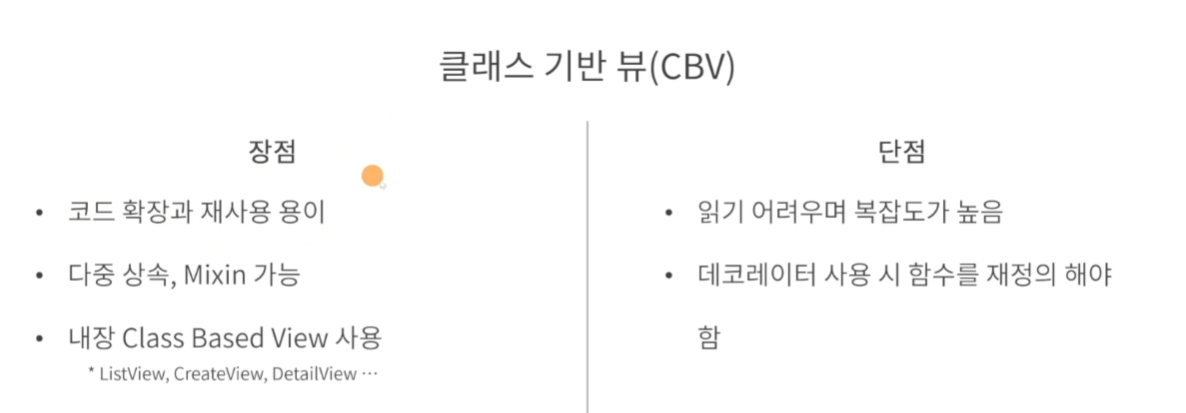 클래스 기반 뷰(CBV)
장점
• 코드 확장과 재사용 용이
• 다중 상속, Mixin 가능
• 내장 Class Based View 사용
* ListView, CreateView, DetailView ⋯
단점
• 읽기 어려우며 복잡도가 높음
• 데코레이터 사용 시 함수를 재정의 해야
함